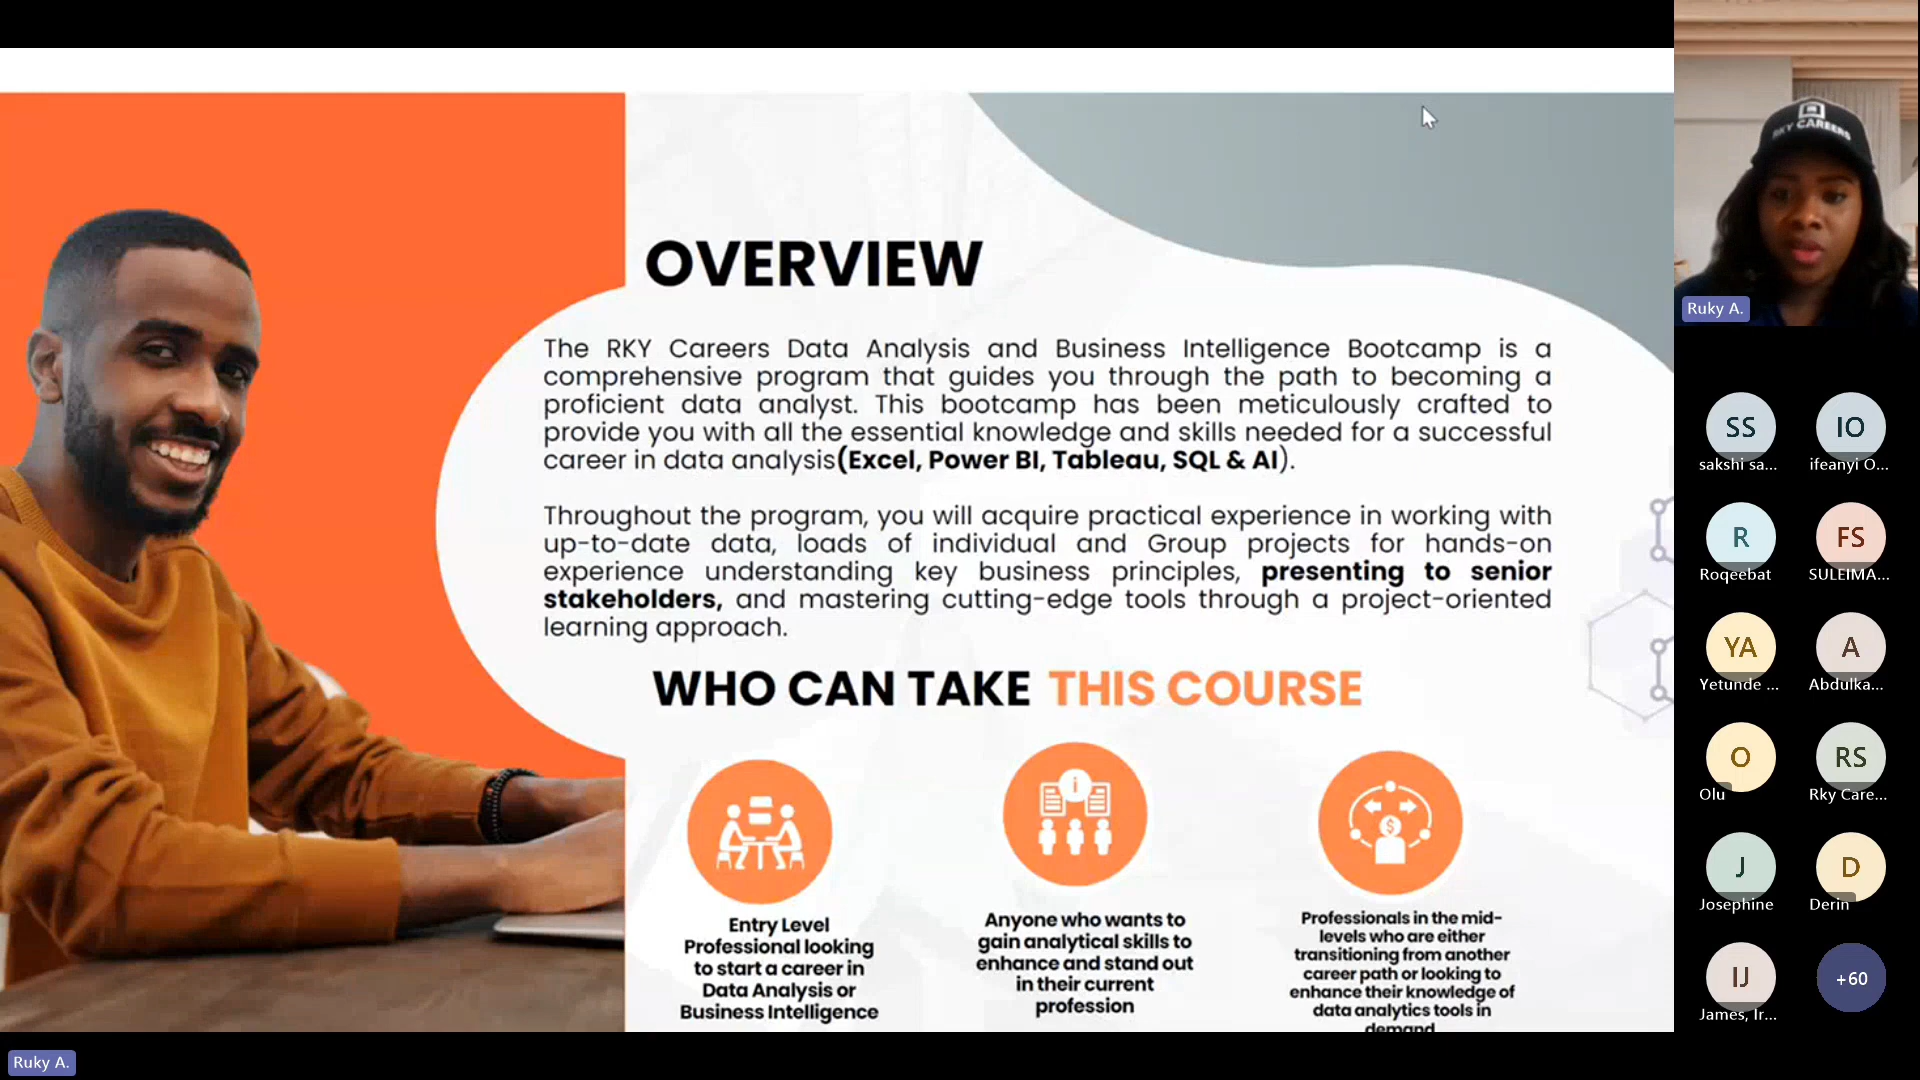 OVERVIEW
The RKY Careers Data Analysis and Business Intelligence Bootcamp is a
comprehensive program that guides you through the path to becoming a
proficient data analyst. This bootcamp has been meticulously crafted to
provide you with all the essential knowledge and skills needed for a successful
career in data analysis(Excel, Power BI, Tableau, SQL & AI).
Throughout the program, you will acquire practical experience in working with
up-to-date data, loads of individual and Group projects for hands-on
experience understanding key business principles, presenting to senior
stakeholders, and mastering cutting-edge tools through a project-oriented
learning approach.
WHO CAN TAKE THIS COURSE
Entry Level
Professional looking
to start a career in
Data Analysis or
Business Intelligence
Anyone who wants to
gain analytical skills to
enhance and stand out
in their current
profession
Professionals in the mid-
levels who are either
transitioning from another
career path or looking to
enhance their knowledge of
data analytics tools in
demand
RKY CAREERS
Ruky A.
SS
sakshi sa...
IO
ifeanyi O...
R
Roqeebat
FS
SULEIMA...
YA
Yetunde ...
A
Abdulka...
O
Olu
RS
Rky Care...
J
Josephine
D
Derin
IJ
James, Ir...
+60
Ruky A.